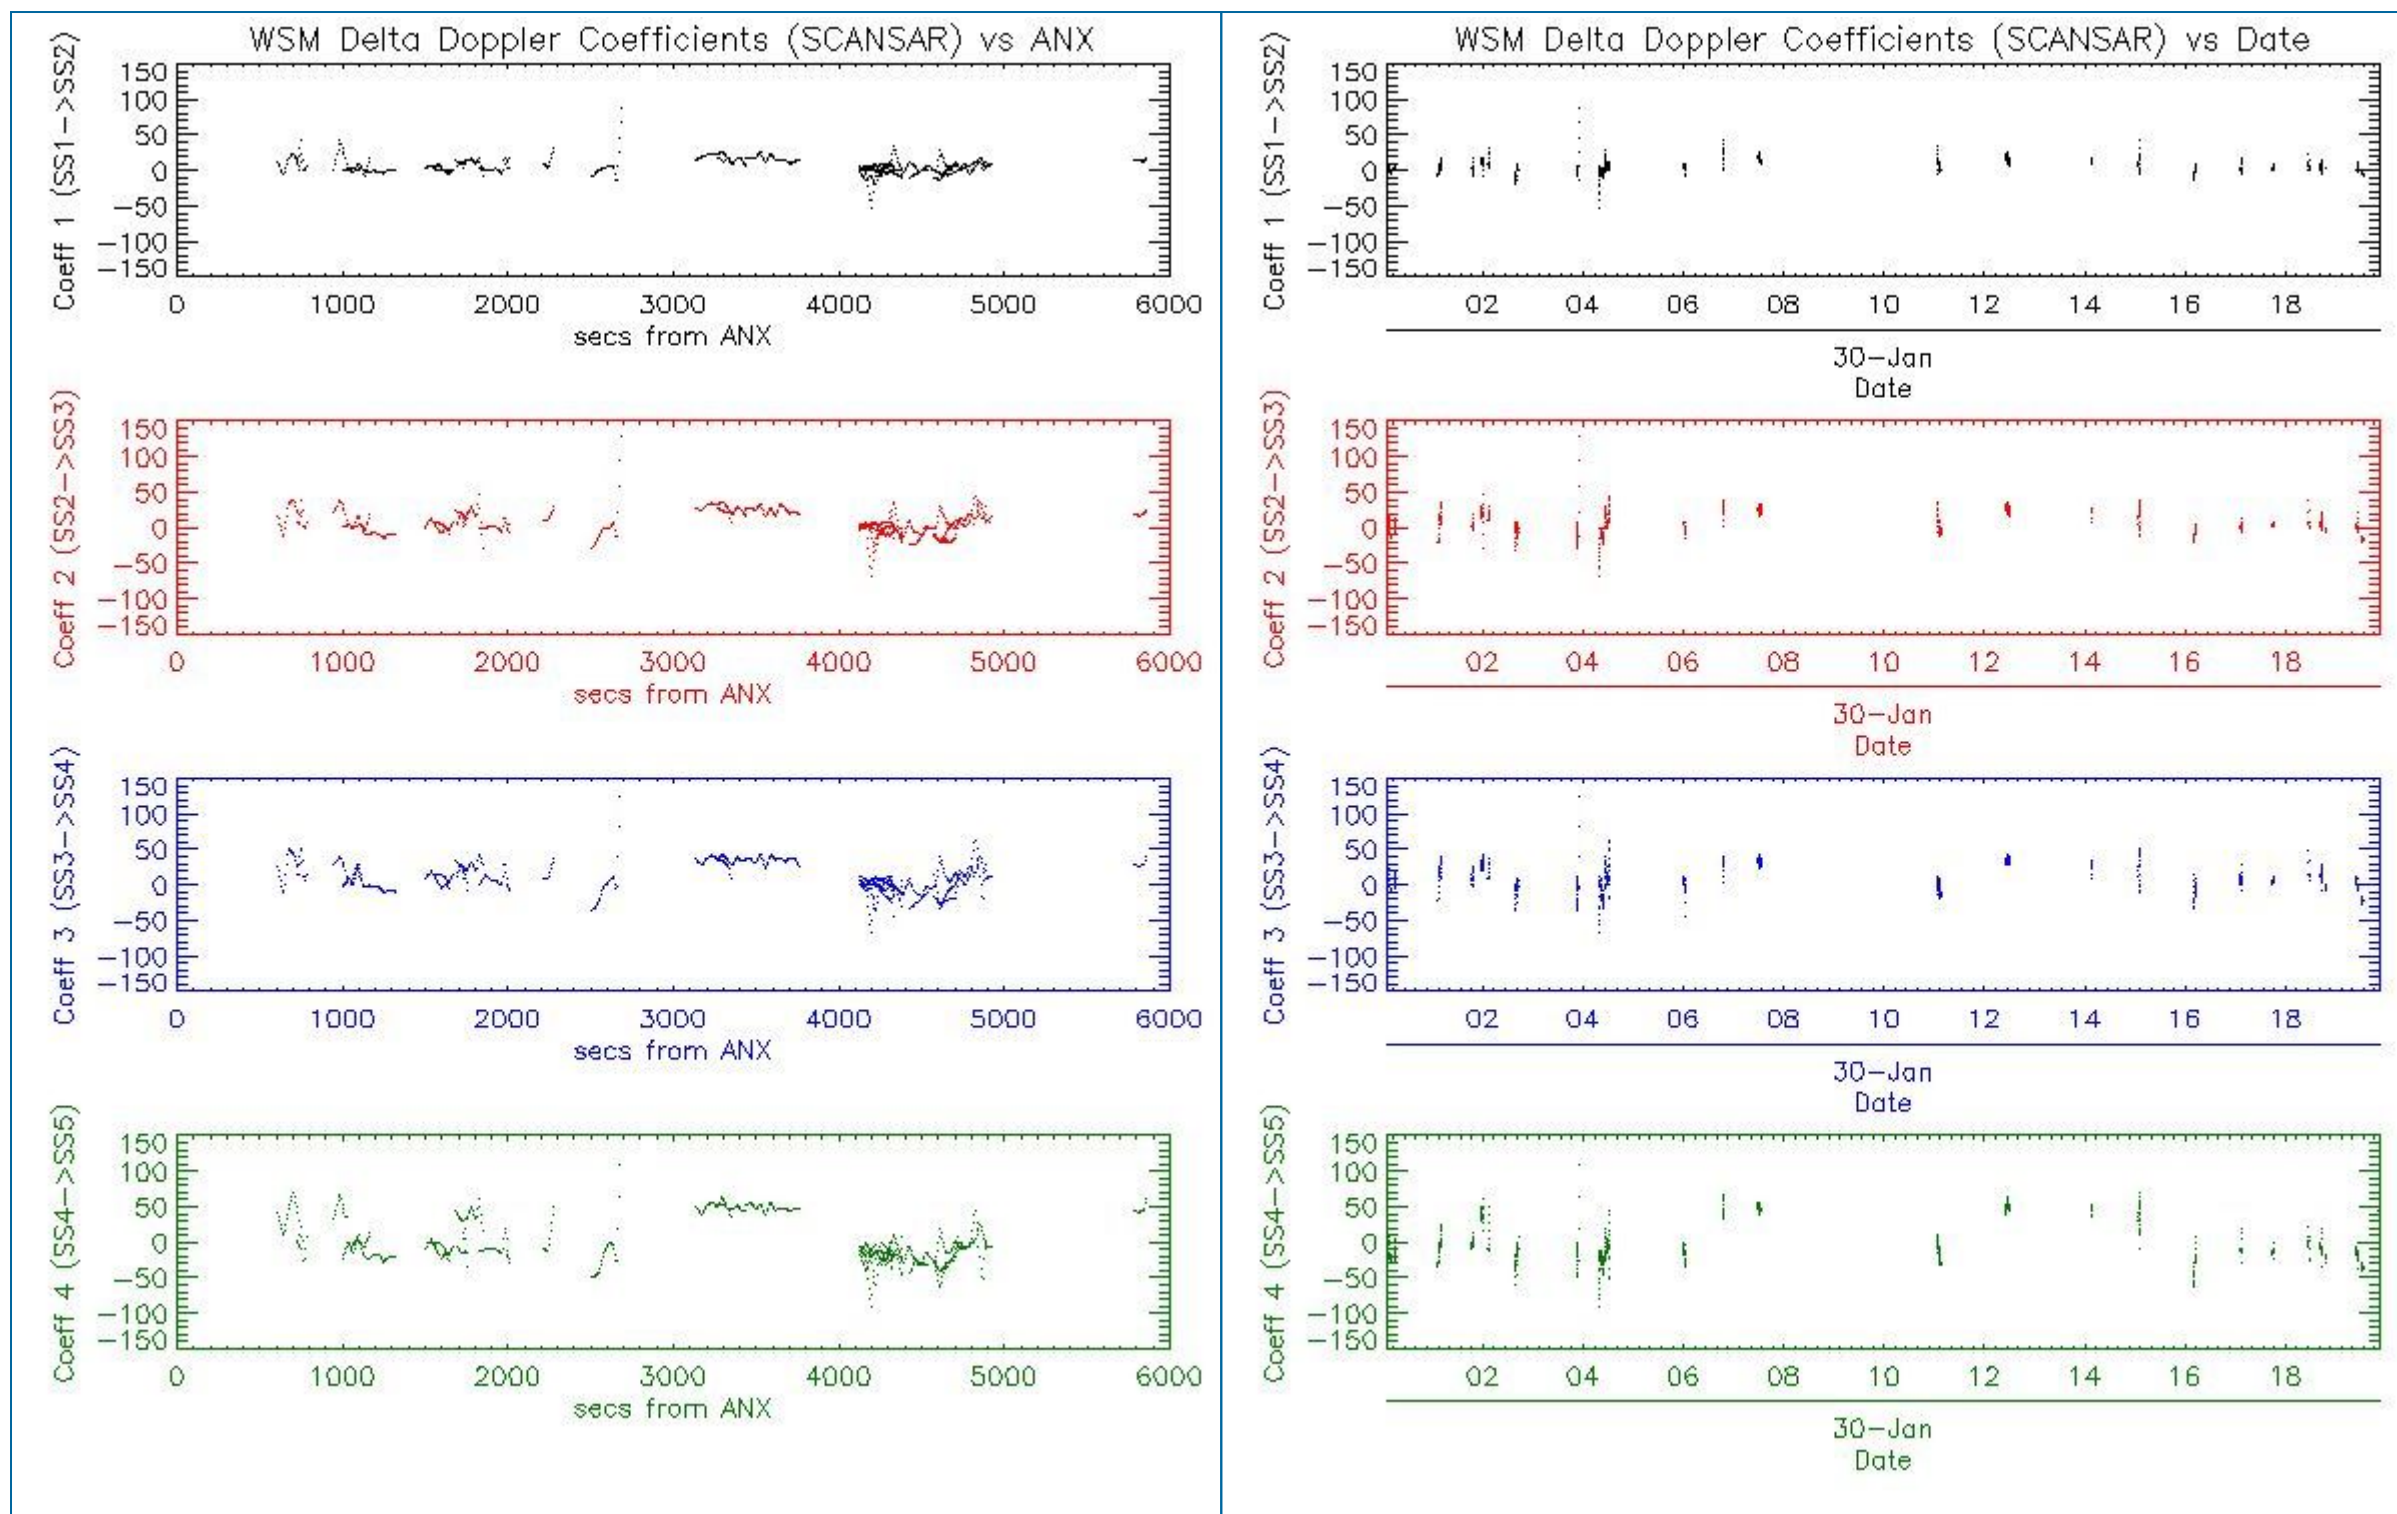 WSM Delta Doppler Coefficients (SCANSAR) vs ANX
Coeff 1 (SS1->SS2)
150
100
50
0
-50
-100
-150
0 1000 2000 3000 4000 5000 6000
secs from ANX
Coeff 2 (SS2->SS3)
150
100
50
0
-50
-100
-150
0 1000 2000 3000 4000 5000 6000
secs from ANX
Coeff 3 (SS3->SS4)
150
100
50
0
-50
-100
-150
0 1000 2000 3000 4000 5000 6000
secs from ANX
Coeff 4 (SS4->SS5)
150
100
50
0
-50
-100
-150
0 1000 2000 3000 4000 5000 6000
secs from ANX
WSM Delta Doppler Coefficients (SCANSAR) vs Date
Coeff 1 (SS1->SS2)
150
100
50
0
-50
-100
-150
02 04 06 08 10 12 14 16 18
30-Jan
Date
Coeff 2 (SS2->SS3)
150
100
50
0
-50
-100
-150
02 04 06 08 10 12 14 16 18
30-Jan
Date
Coeff 3 (SS3->SS4)
150
100
50
0
-50
-100
-150
02 04 06 08 10 12 14 16 18
30-Jan
Date
Coeff 4 (SS4->SS5)
150
100
50
0
-50
-100
-150
02 04 06 08 10 12 14 16 18
30-Jan
Date